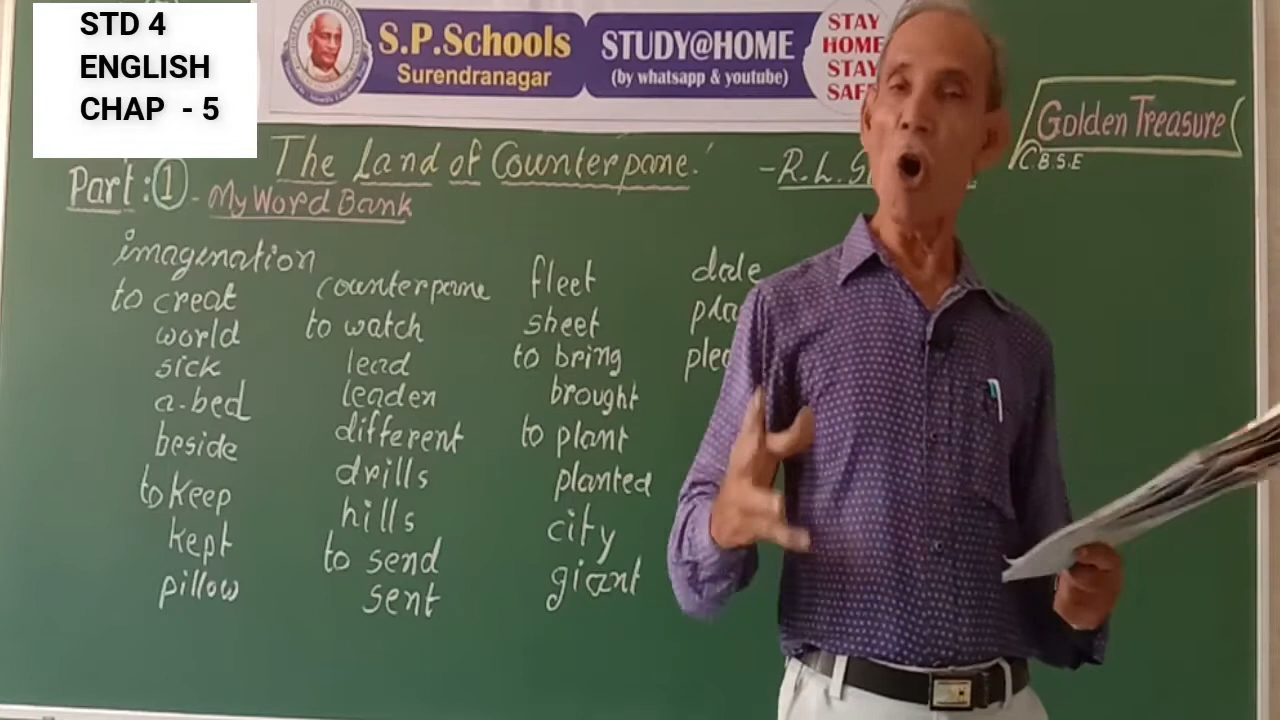 STD 4
ENGLISH
CHAP - 5
S.P.Schools
Surendranagar
STUDY@HOME
(by whatsapp & youtube)
STAY
HOME
STAY
Golden Treasure
C.B.S.E
The Land of Counterpane.'
- R. L.
Part: 1 - My Word Bank
imagenation
to creat
world
sick
a-bed
beside
to keep
kept
pillow
counterpane
to watch
lead
leaden
different
drills
hills
to send
sent
fleet
sheet
to bring
brought
to plant
planted
city
giant
dale